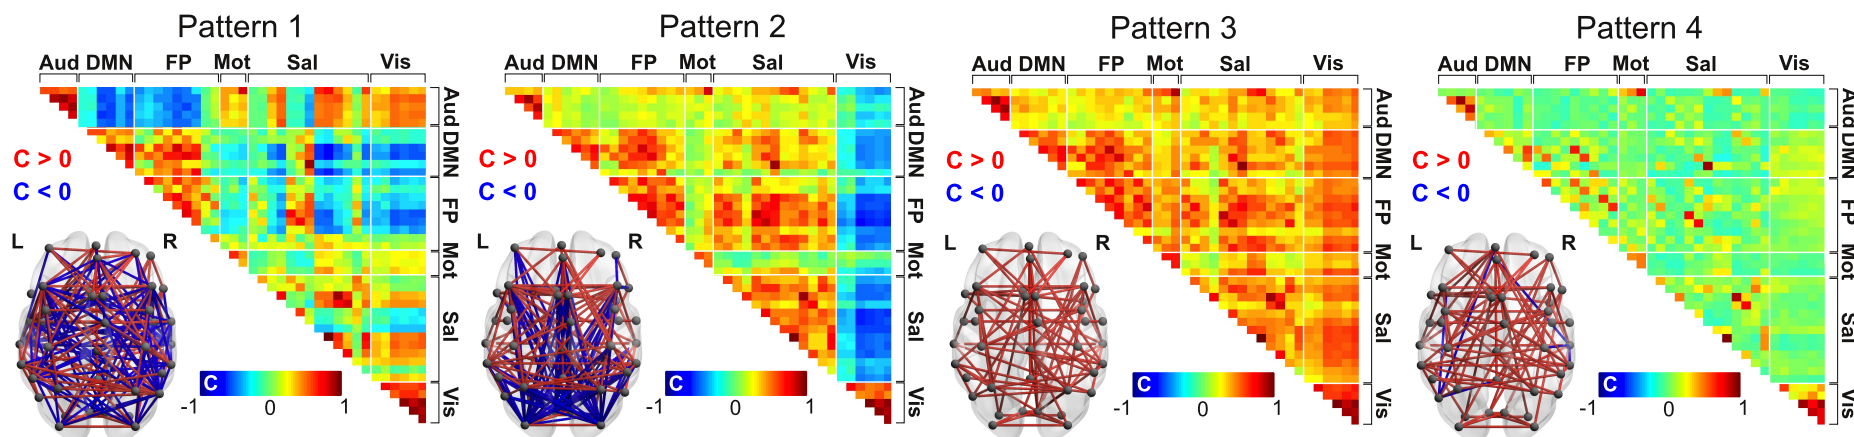 Pattern 1
Aud DMN FP Mot Sal Vis
Aud
DMN
FP
Mot
Sal
Vis
C > 0
C < 0
L R
C
-1 0 1
Pattern 2
Aud DMN FP Mot Sal Vis
Aud
DMN
FP
Mot
Sal
Vis
C > 0
C < 0
L R
C
-1 0 1
Pattern 3
Aud DMN FP Mot Sal Vis
Aud
DMN
FP
Mot
Sal
Vis
C > 0
C < 0
L R
C
-1 0 1
Pattern 4
Aud DMN FP Mot Sal Vis
Aud
DMN
FP
Mot
Sal
Vis
C > 0
C < 0
L R
C
-1 0 1